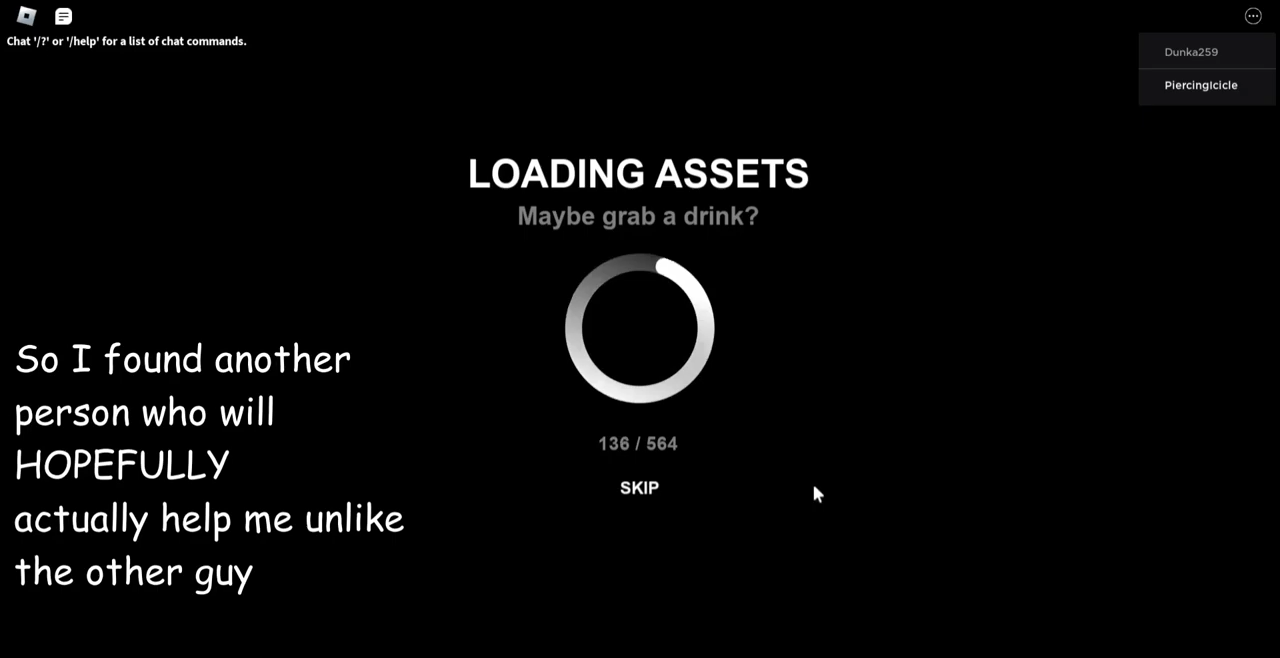 Chat '/?' or '/help' for a list of chat commands.
Dunka259
PiercingIcicle
LOADING ASSETS
Maybe grab a drink?
136 / 564
SKIP
So I found another
person who will
HOPEFULLY
actually help me unlike
the other guy